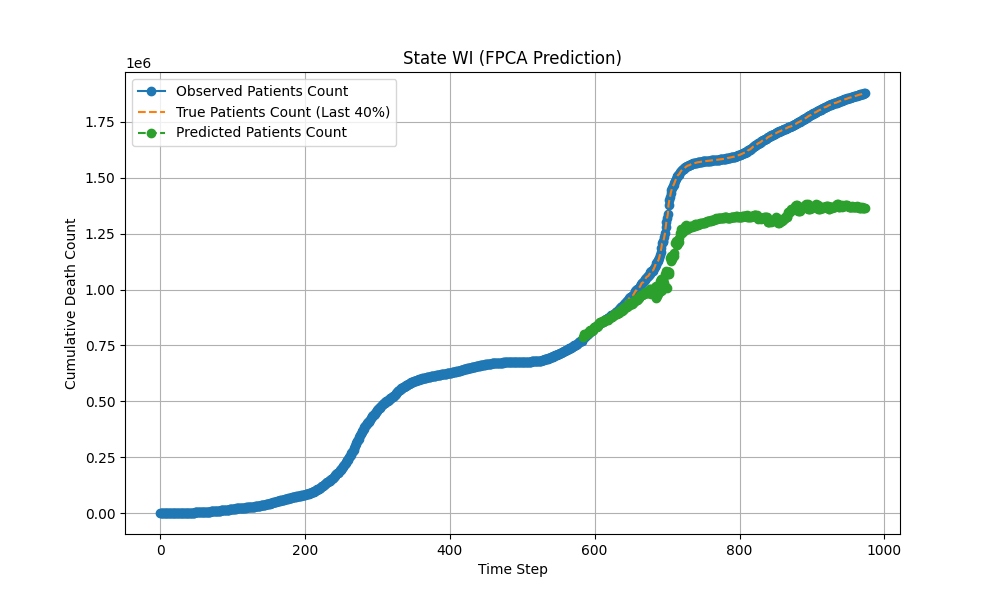 State WI (FPCA Prediction)
1e6
Observed Patients Count
True Patients Count (Last 40%)
Predicted Patients Count
1.75
1.50
1.25
1.00
0.75
0.50
0.25
0.00
Cumulative Death Count
0 200 400 600 800 1000
Time Step